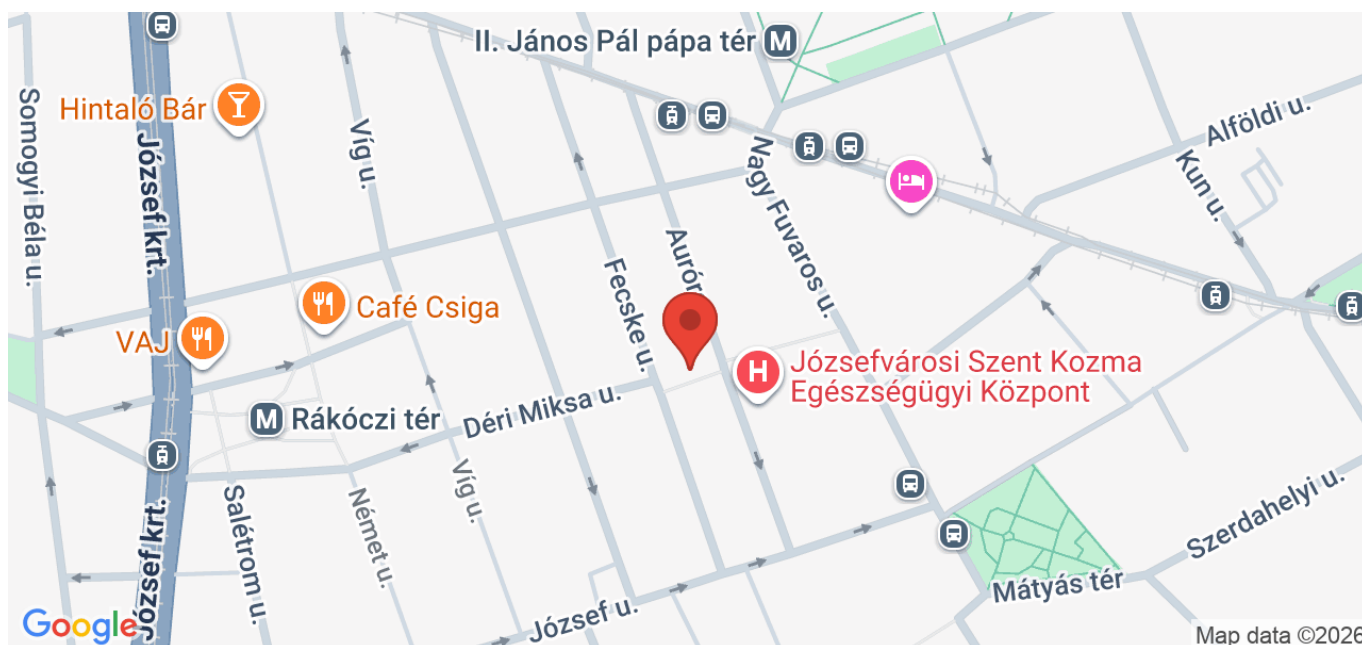 II. János Pál pápa tér
M
Hintaló Bár
Víg u.
József krt.
Somogyi Béla u.
Alföldi u.
Kun u.
Nagy Fuvaros u.
Fecske u.
Café Csiga
VAJ
H
Józsefvárosi Szent Kozma
Egészségügyi Központ
M
Rákóczi tér
Déri Miksa u.
Víg u.
Salétrom u.
Német u.
József krt.
József u.
Szerdahelyi u.
Mátyás tér
Google
Map data ©2026